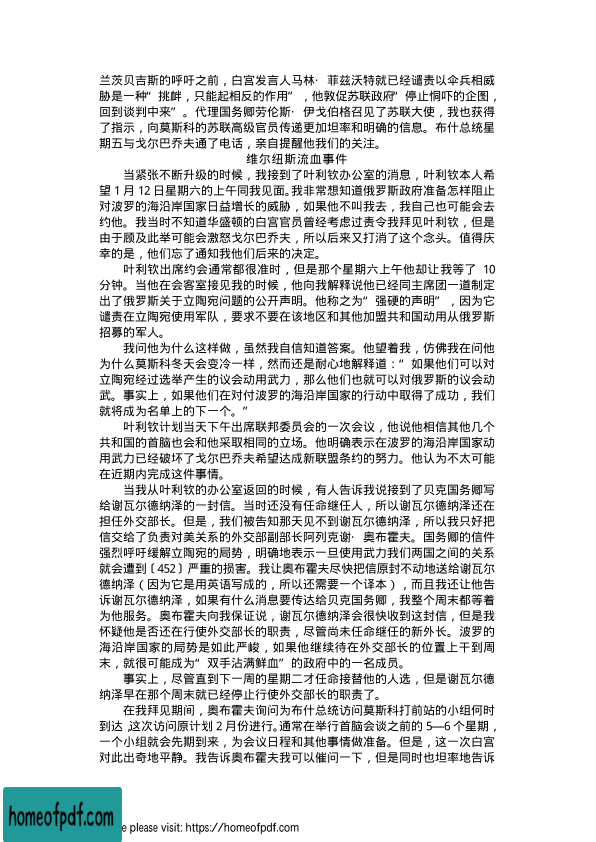 兰茨贝吉斯的呼吁之前，白宫发言人马林·菲兹沃特就已经谴责以伞兵相威
胁是一种“挑衅，只能起相反的作用”，他敦促苏联政府“停止恫吓的企图，
回到谈判中来”。代理国务卿劳伦斯·伊戈伯格召见了苏联大使，我也获得
了指示，向莫斯科的苏联高级官员传递更加坦率和明确的信息。布什总统星
期五与戈尔巴乔夫通了电话，亲自提醒他我们的关注。
维尔纽斯流血事件
当紧张不断升级的时候，我接到了叶利钦办公室的消息，叶利钦本人希
望1月12日星期六的上午同我见面。我非常想知道俄罗斯政府准备怎样阻止
对波罗的海沿岸国家日益增长的威胁，如果他不叫我去，我自己也可能会去
约他。我当时不知道华盛顿的白宫官员曾经考虑过责令我拜见叶利钦，但是
由于顾及此举可能会激怒戈尔巴乔夫，所以后来又打消了这个念头。值得庆
幸的是，他们忘了通知我他们后来的决定。
叶利钦出席约会通常都很准时，但是那个星期六上午他却让我等了 10
分钟。当他在会客室接见我的时候，他向我解释说他已经同主席团一道制定
出了俄罗斯关于立陶宛问题的公开声明。他称之为“强硬的声明”，因为它
谴责在立陶宛使用军队，要求不要在该地区和其他加盟共和国动用从俄罗斯
招募的军人。
我问他为什么这样做，虽然我自信知道答案。他望着我，仿佛我在问他
为什么莫斯科冬天会变冷一样，然而还是耐心地解释道：“如果他们可以对
立陶宛经过选举产生的议会动用武力，那么他们也就可以对俄罗斯的议会动
武。事实上，如果他们在对付波罗的海沿岸国家的行动中取得了成功，我们
就将成为名单上的下一个。”
叶利钦计划当天下午出席联邦委员会的一次会议，他说他相信其他几个
共和国的首脑也会和他采取相同的立场。他明确表示在波罗的海沿岸国家动
用武力已经破坏了戈尔巴乔夫希望达成新联盟条约的努力。他认为不太可能
在近期内完成这件事情。
当我从叶利钦的办公室返回的时候，有人告诉我说接到了贝克国务卿写
给谢瓦尔德纳泽的一封信。当时还没有任命继任人，所以谢瓦尔德纳泽还在
担任外交部长。但是，我们被告知那天见不到谢瓦尔德纳泽，所以我只好把
信交给了负责对美关系的外交部副部长阿列克谢·奥布霍夫。国务卿的信件
强烈呼吁缓解立陶宛的局势，明确地表示一旦使用武力我们两国之间的关系
就会遭到〔452〕严重的损害。我让奥布霍夫尽快把信原封不动地送给谢瓦尔
德纳泽（因为它是用英语写成的，所以还需要一个译本），而且我还让他告
诉谢瓦尔德纳泽，如果有什么消息要传达给贝克国务卿，我整个周末都等着
为他服务。奥布霍夫向我保证说，谢瓦尔德纳泽会很快收到这封信，但是我
怀疑他是否还在行使外交部长的职责，尽管尚未任命继任的新外长。波罗的
海沿岸国家的局势是如此严峻，如果他继续待在外交部长的位置上干到周
末，就很可能成为“双手沾满鲜血”的政府中的一名成员。
事实上，尽管直到下一周的星期二才任命接替他的人选，但是谢瓦尔德
纳泽早在那个周末就已经停止行使外交部长的职责了。
在我拜见期间，奥布霍夫询问为布什总统访问莫斯科打前站的小组何时
到达，这次访问原计划2月份进行。通常在举行首脑会谈之前的5—6个星期，
一个小组就会先期到来，为会议日程和其他事情做准备。但是，这一次白宫
对此出奇地平静。我告诉奥布霍夫我可以催问一下，但是同时也坦率地告诉
homeofpdf.com
e please visit: https://homeofpdf.com